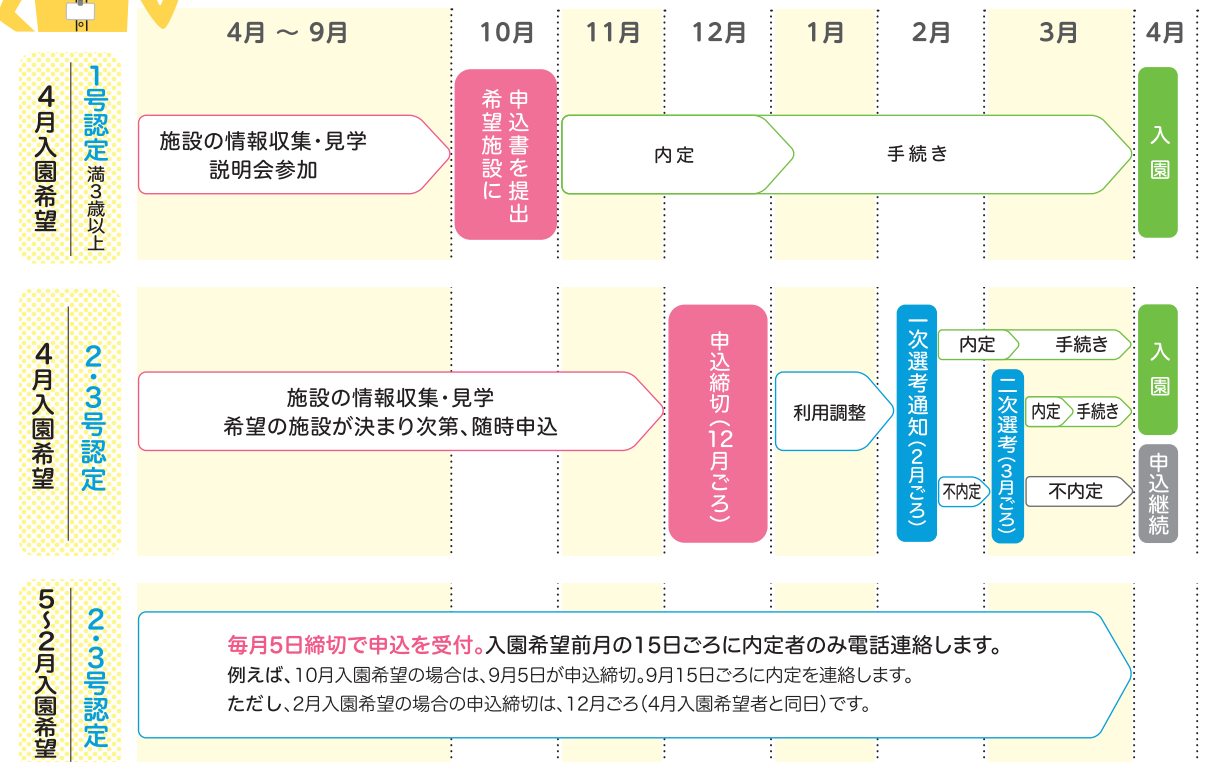 4月 ～ 9月
10月
11月
12月
1月
2月
3月
4月
4月入園希望
1号認定 満3歳以上
施設の情報収集・見学
説明会参加
申込書を提出
希望施設に
内定
手続き
入園
4月入園希望
2・3号認定
施設の情報収集・見学
希望の施設が決まり次第、随時申込
申込締切(12月ごろ)
利用調整
一次選考通知(2月ごろ)
内定
手続き
不内定
二次選考(3月ごろ)
内定
手続き
不内定
入園
申込継続
5～2月入園希望
2・3号認定
毎月5日締切で申込を受付。入園希望前月の15日ごろに内定者のみ電話連絡します。
例えば、10月入園希望の場合は、9月5日が申込締切。9月15日ごろに内定を連絡します。
ただし、2月入園希望の場合の申込締切は、12月ごろ(4月入園希望者と同日)です。